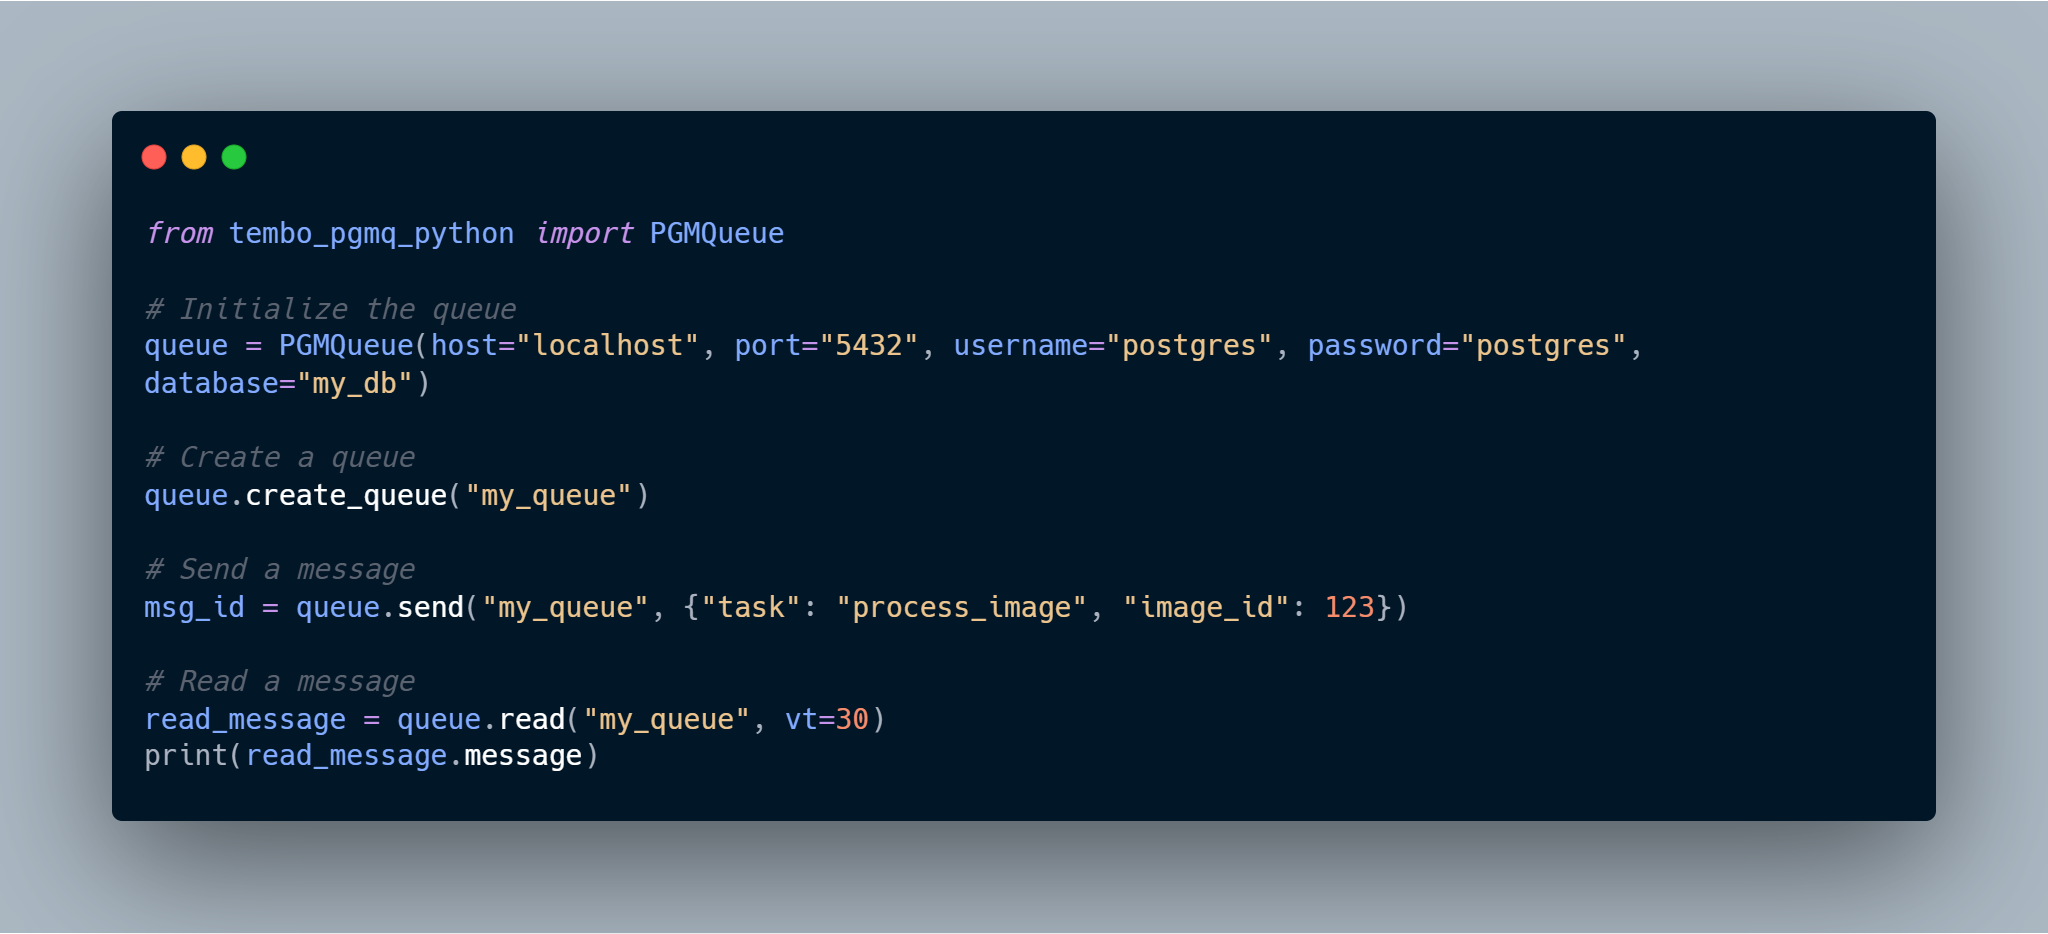 from tembo_pgmq_python import PGMQueue
# Initialize the queue
queue = PGMQueue(host="localhost", port="5432", username="postgres", password="postgres",
database="my_db")
# Create a queue
queue.create_queue("my_queue")
# Send a message
msg_id = queue.send("my_queue", {"task": "process_image", "image_id": 123})
# Read a message
read_message = queue.read("my_queue", vt=30)
print(read_message.message)